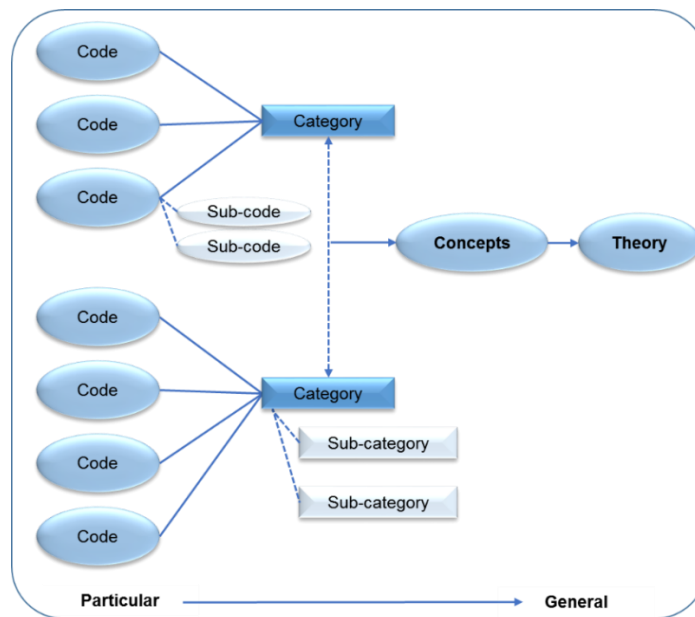 Code
Code
Category
Code
Sub-code
Sub-code
Concepts
Theory
Code
Code
Category
Code
Sub-category
Code
Sub-category
Particular
General